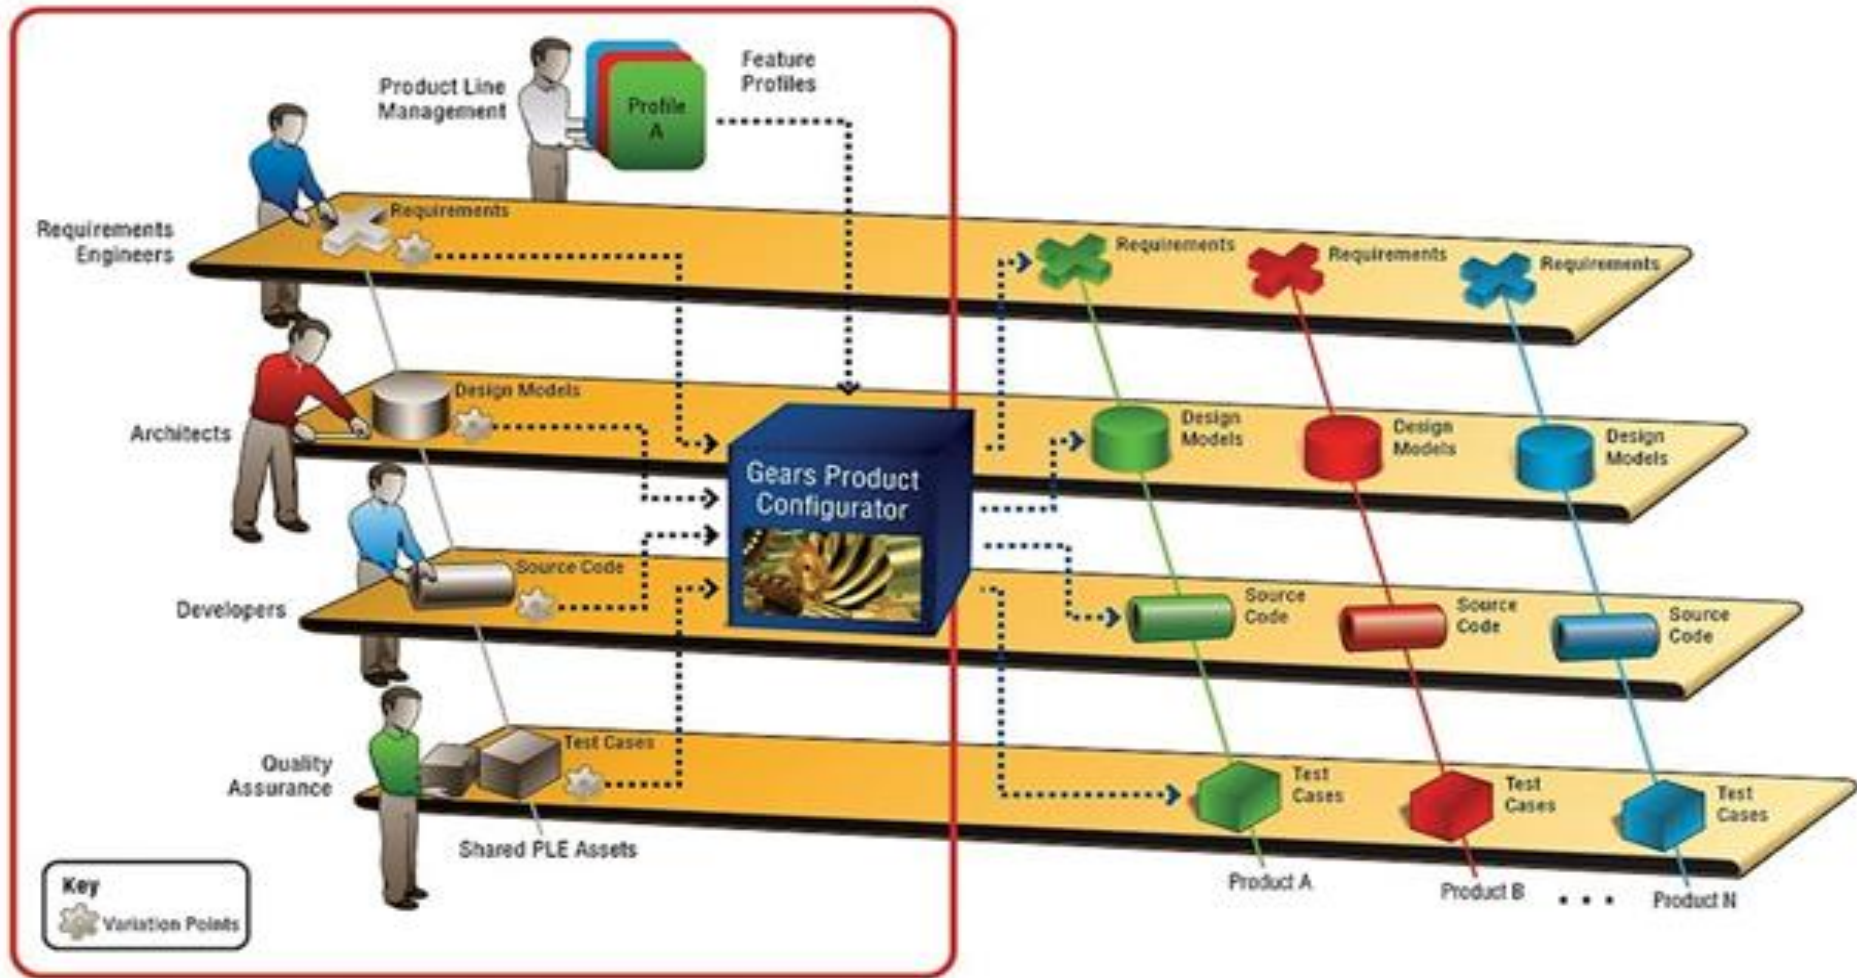 Product Line
Management
Profile
A
Feature
Profiles
Requirements
Engineers
Requirements
Requirements
Requirements
Requirements
Architects
Design Models
Gears Product
Configurator
Design
Models
Design
Models
Design
Models
Developers
Source Code
Source
Code
Source
Code
Source
Code
Quality
Assurance
Test Cases
Test
Cases
Test
Cases
Test
Cases
Shared PLE Assets
Product A
Product B
• • •
Product N
Key
Variation Points